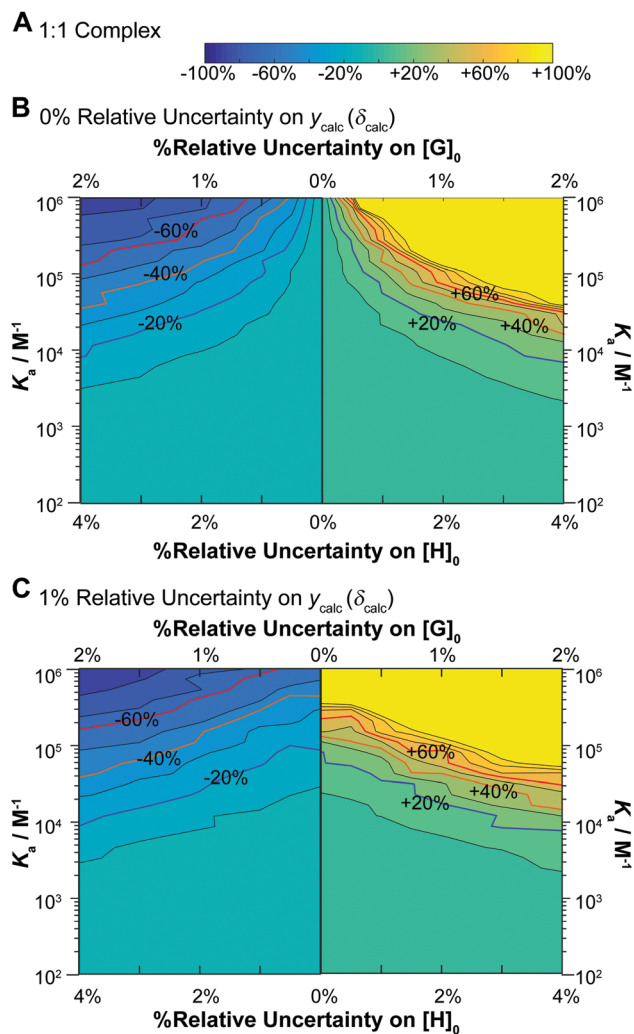 A 1:1 Complex
-100% -60% -20% +20% +60% +100%
B 0% Relative Uncertainty on ycalc (δcalc)
%Relative Uncertainty on [G]0
2% 1% 0% 1% 2%
10⁶ 10⁶
-60% 
10⁵ -40% +60% 10⁵
-20% +20% +40%
10⁴ 10⁴
Ka / M⁻¹ Ka / M⁻¹
10³ 10³
10² 10²
4% 2% 0% 2% 4%
%Relative Uncertainty on [H]0
C 1% Relative Uncertainty on ycalc (δcalc)
%Relative Uncertainty on [G]0
2% 1% 0% 1% 2%
10⁶ 10⁶
-60%
10⁵ -40% +60% 10⁵
-20% +20% +40%
10⁴ 10⁴
Ka / M⁻¹ Ka / M⁻¹
10³ 10³
10² 10²
4% 2% 0% 2% 4%
%Relative Uncertainty on [H]0